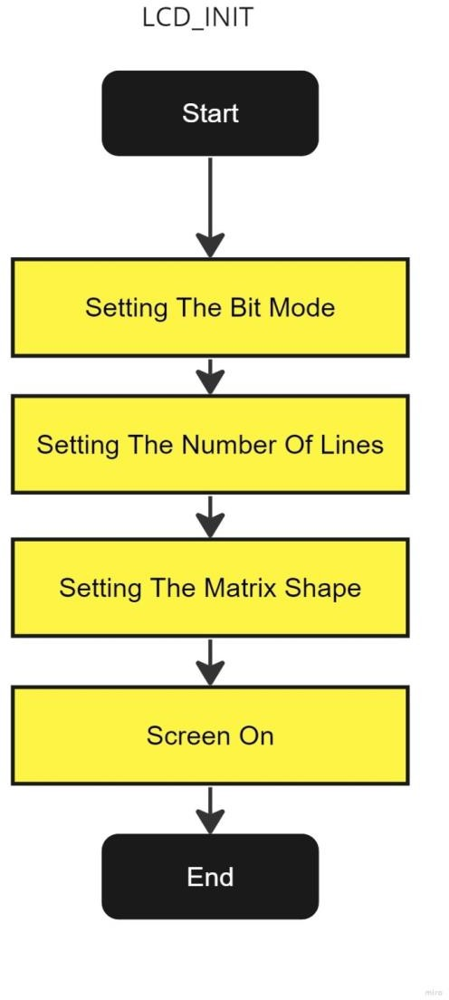 LCD_INIT
Start
Setting The Bit Mode
Setting The Number Of Lines
Setting The Matrix Shape
Screen On
End
miro